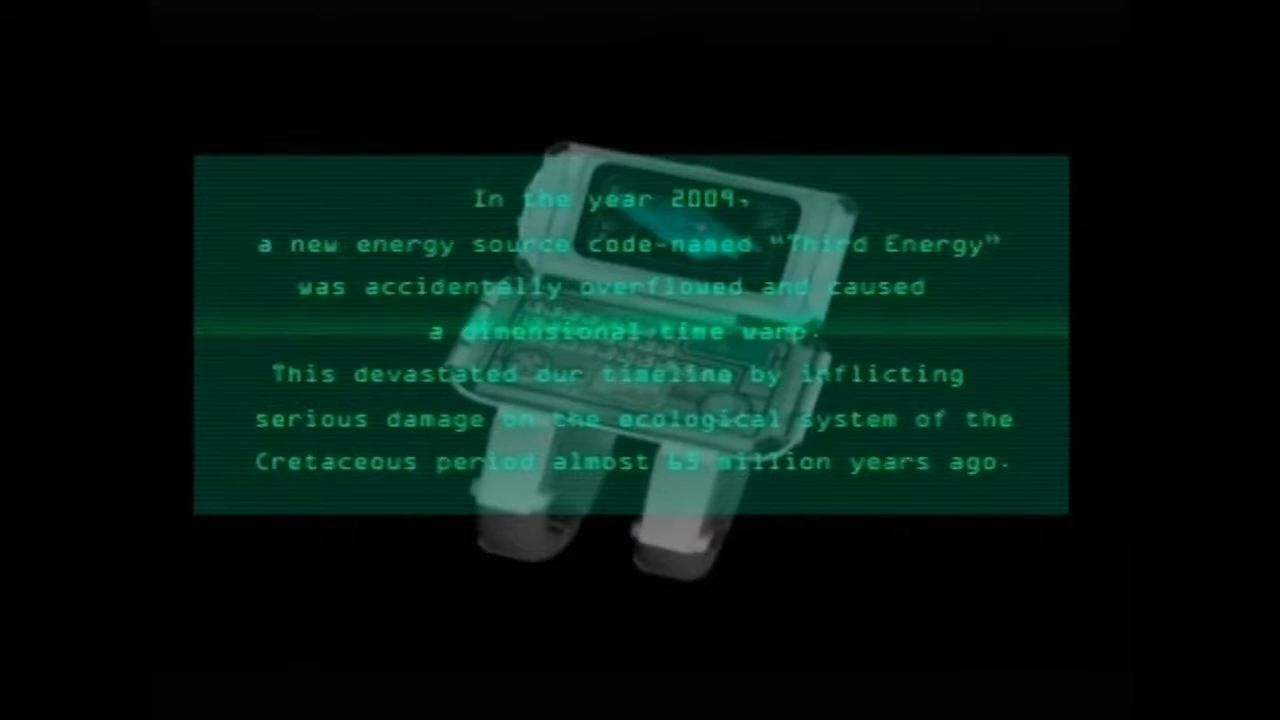 In the year 2009,
a new energy source code-named "Third Energy"
was accidentally overflowed and caused
a dimensional time warp.
This devastated our timeline by inflicting
serious damage on the ecological system of the
Cretaceous period almost 65 million years ago.